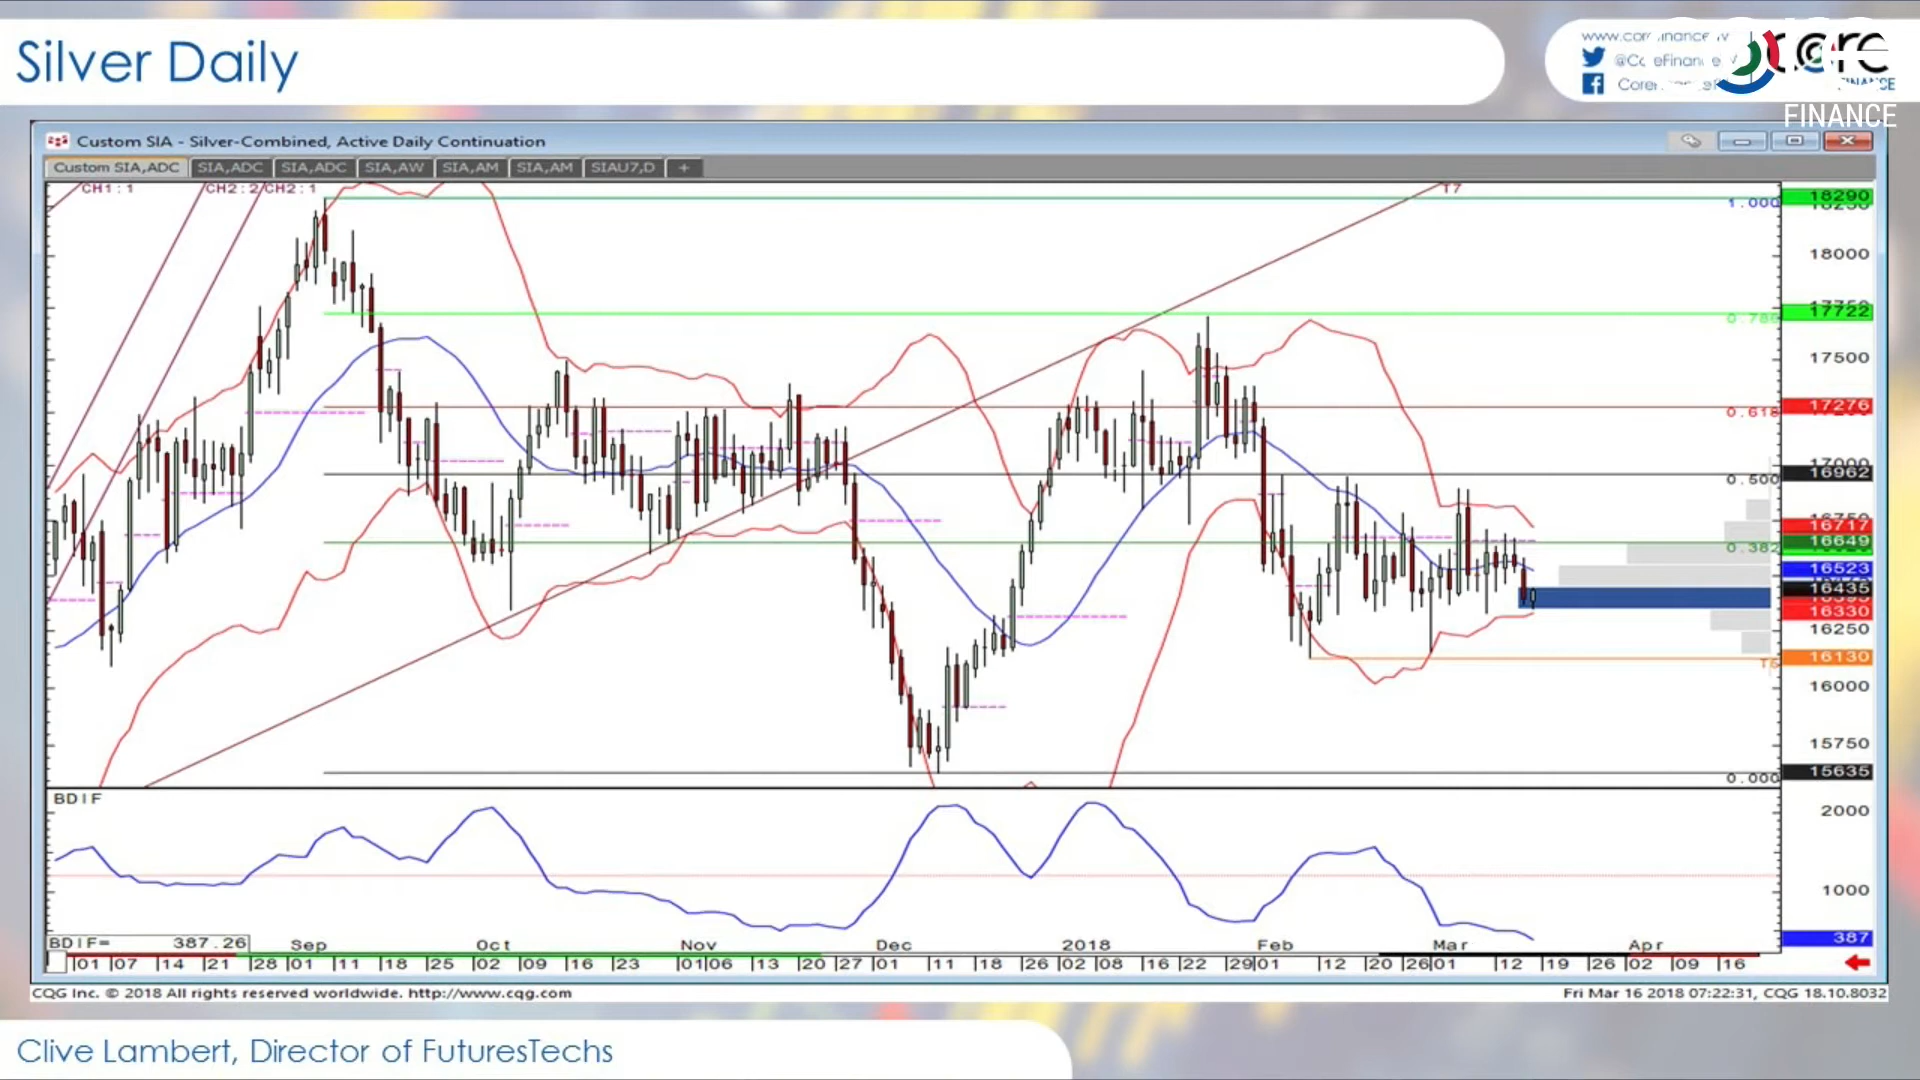 Silver Daily
core
FINANCE
Custom SIA - Silver-Combined, Active Daily Continuation
Custom SIA,ADC SIA,ADC SIA,ADC SIA,AW SIA,AM SIA,AM SIAU7,D +
CH1:1 CH2:2 CH2:1 T7
18290
1.000
18000
17722
0.786
17500
17276
0.618
17000
16962
0.500
16717
16649
0.382
16523
16435
16330
16250
16130
16000
15750
15635
0.000
BDIF
2000
1000
387
BDIF= 387.26
Sep Oct Nov Dec 2018 Feb Mar Apr
01 07 14 21 28 01 11 18 25 02 09 16 23 01 06 13 20 27 01 11 18 26 02 08 16 22 29 01 12 20 26 01 12 19 26 02 09 16
CQG Inc. © 2018 All rights reserved worldwide. http://www.cqg.com
Fri Mar 16 2018 07:22:31, CQG 18.10.8032
Clive Lambert, Director of FuturesTechs